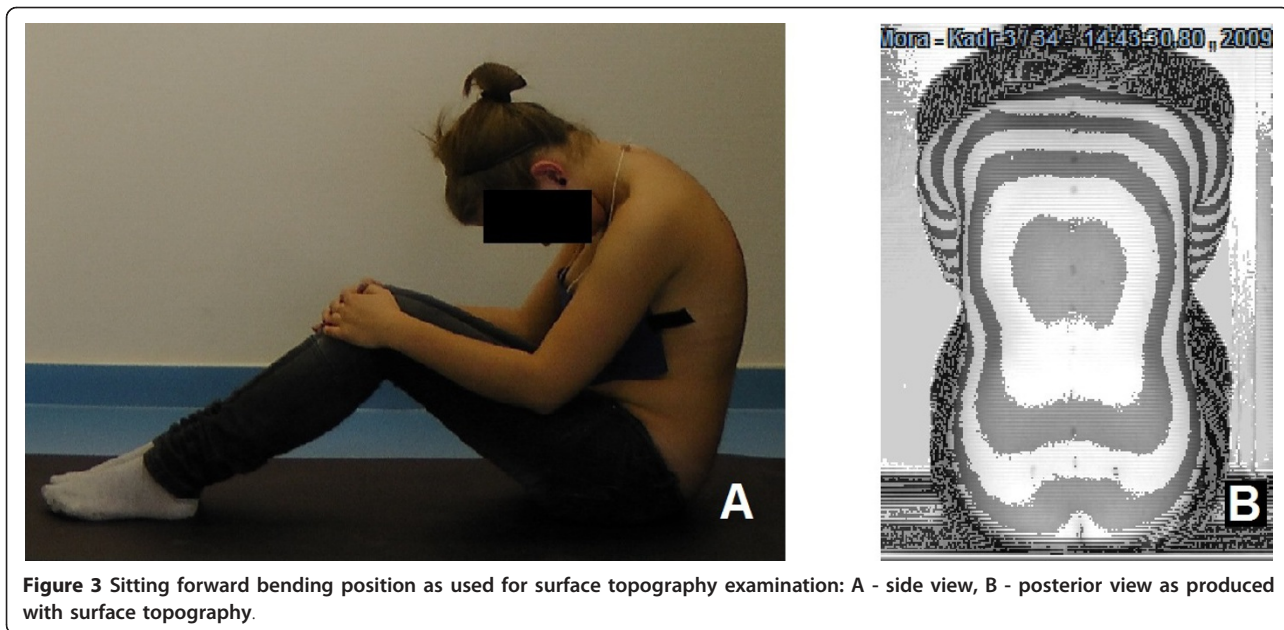 Mora - Kadr 3 / 34 - 14:43:30.80, 2009
A
B
Figure 3 Sitting forward bending position as used for surface topography examination: A - side view, B - posterior view as produced
with surface topography.